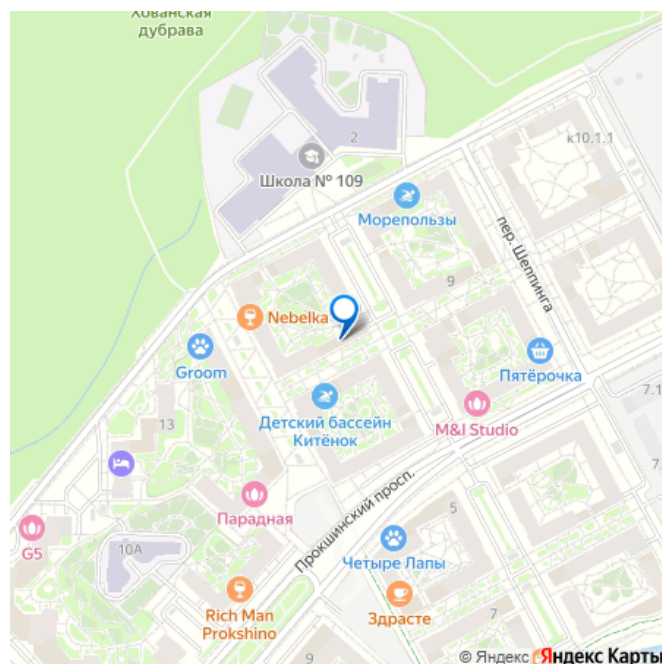 Хованская
дубрава
2
к10.1.1
Школа № 109
Морепользы
пер. Шеппинга
9
Nebelka
Groom
Пятёрочка
Детский бассейн
Китёнок
M&I Studio
7.1
13
7.
Прокшинский просп.
Парадная
5
G5
10А
Четыре Лапы
Rich Man
Prokshino
Здрасте
7
9
© Яндекс Яндекс Карты